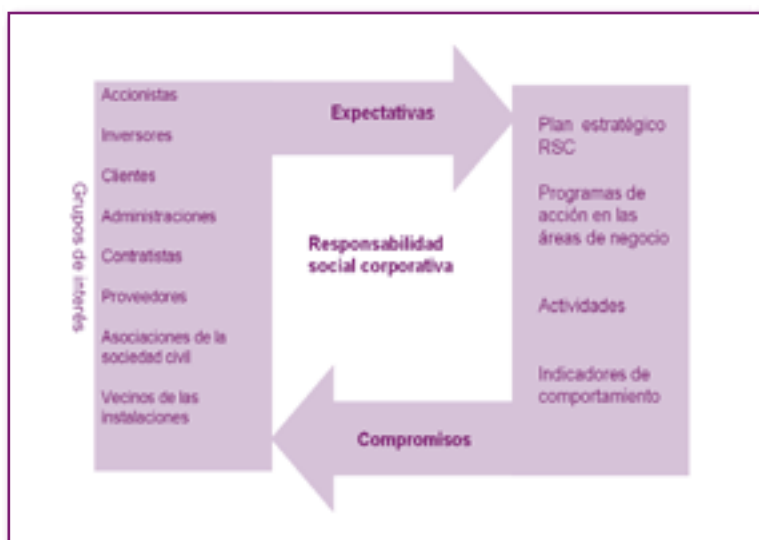 Grupos de interés
Accionistas
Inversores
Clientes
Administraciones
Contratistas
Proveedores
Asociaciones de la
sociedad civil
Vecinos de las
instalaciones
Expectativas
Responsabilidad
social corporativa
Compromisos
Plan estratégico
RSC
Programas de
acción en las
áreas de negocio
Actividades
Indicadores de
comportamiento